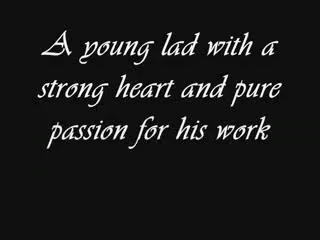 A young lad with a
strong heart and pure
passion for his work